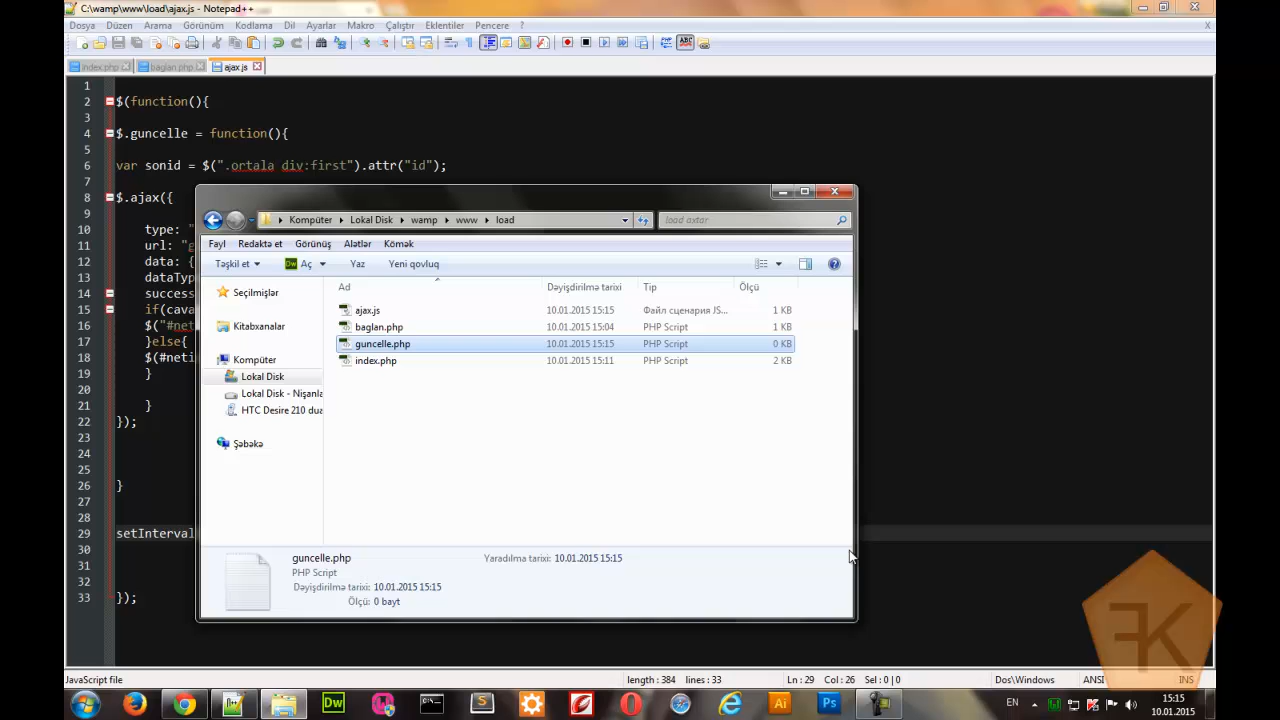 C:\wamp\www\load\ajax.js - Notepad++
Dosya Düzen Arama Görünüm Kodlama Dil Ayarlar Makro Çalıştır Eklentiler Pencere X
index.php baglan.php ajax.js
1
2 $(function(){
3
4 $.guncelle = function(){
5
6 var sonid = $(".ortala div:first").attr("id");
7
8 $.ajax({
9
10 type: "
11 url: "g
12 data: {
13 dataTyp
14 success
15 if(cava
16 $("#net
17 }else{
18 $(#neti
19 }
20
21 }
22 });
23
24
25
26 }
27
28
29 setInterval
30
31
32
33 });
Kompüter Lokal Disk wamp www load
load axtar
Fayl Redaktə et Görünüş Alətlər Kömək
Təşkil et Dw Aç Yaz Yeni qovluq
Seçilmişlər
Kitabxanalar
Kompüter
Lokal Disk
Lokal Disk - Nişanla
HTC Desire 210 dua
Şəbəkə
Ad Dəyişdirilmə tarixi Tip Ölçü
ajax.js 10.01.2015 15:15 Файл сценария JS... 1 KB
baglan.php 10.01.2015 15:04 PHP Script 1 KB
guncelle.php 10.01.2015 15:15 PHP Script 0 KB
index.php 10.01.2015 15:11 PHP Script 2 KB
guncelle.php Yaradılma tarixi: 10.01.2015 15:15
PHP Script
Dəyişdirilmə tarixi: 10.01.2015 15:15
Ölçü: 0 bayt
FK
JavaScript file length : 384 lines : 33 Ln : 29 Col : 26 Sel : 0 | 0 Dos\Windows ANSI INS
Dw S Ai Ps EN 15:15
10.01.2015